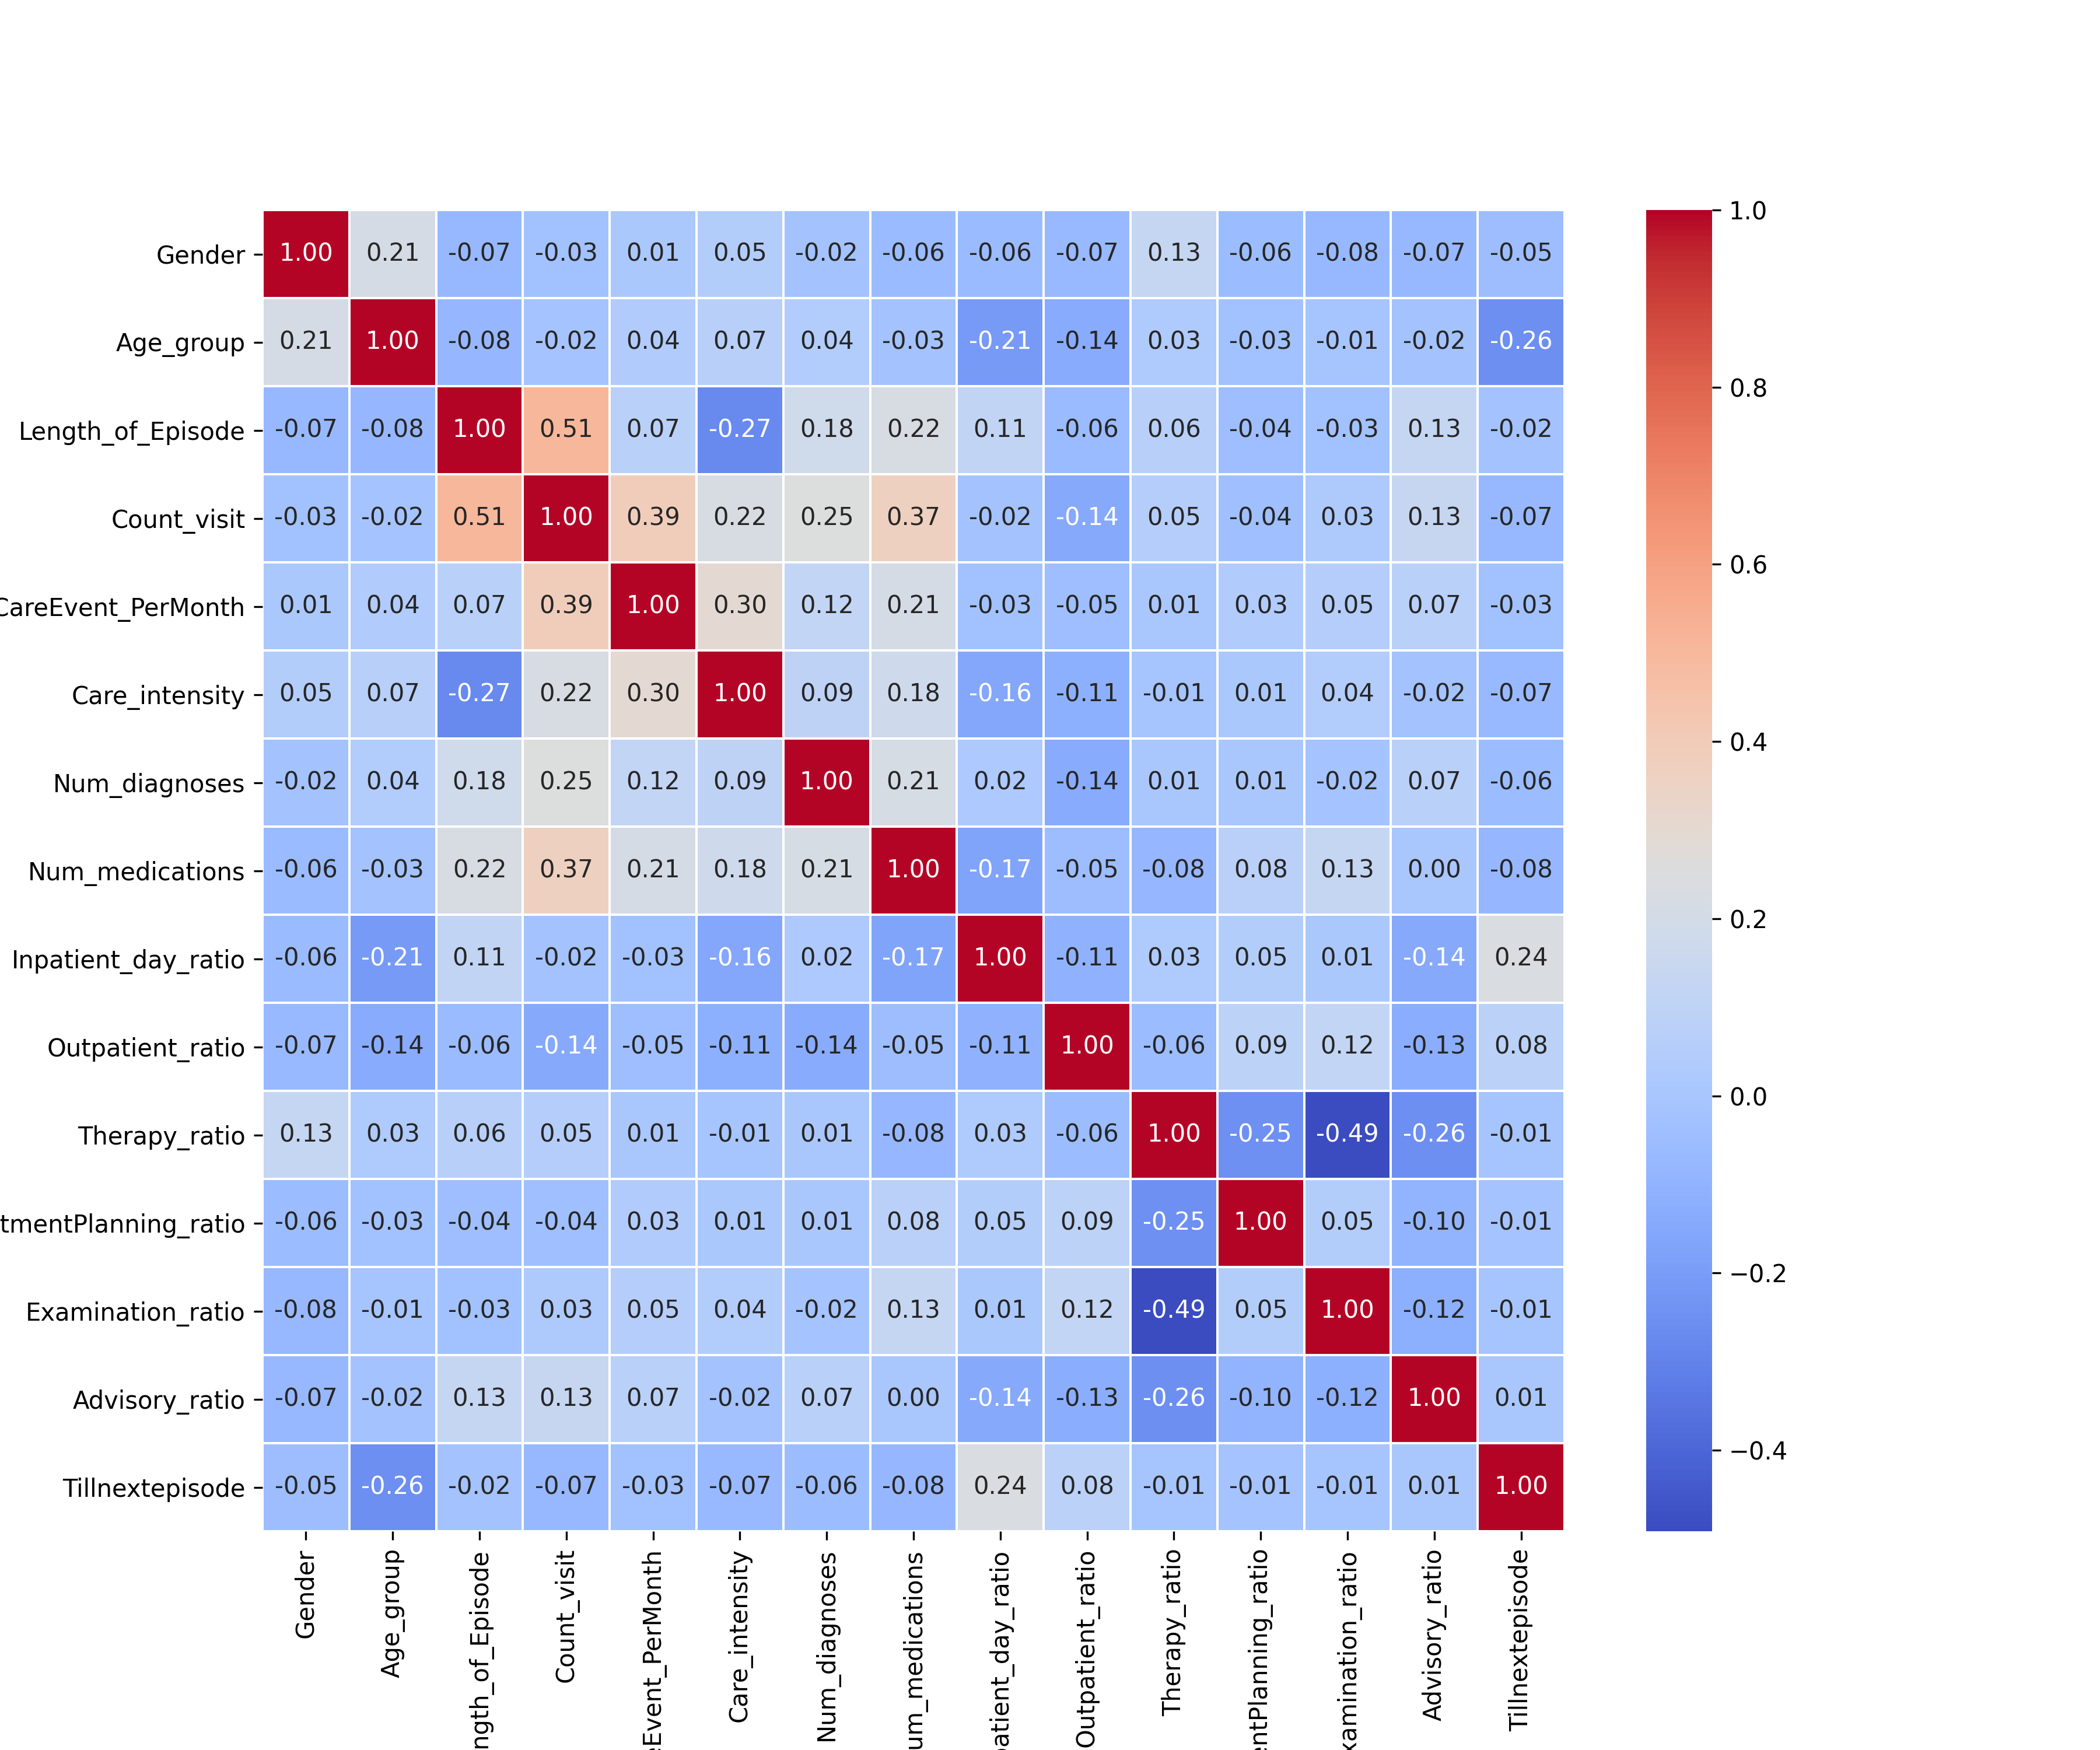 Gender 1.00 0.21 -0.07 -0.03 0.01 0.05 -0.02 -0.06 -0.06 -0.07 0.13 -0.06 -0.08 -0.07 -0.05
Age_group 0.21 1.00 -0.08 -0.02 0.04 0.07 0.04 -0.03 -0.21 -0.14 0.03 -0.03 -0.01 -0.02 -0.26
Length_of_Episode -0.07 -0.08 1.00 0.51 0.07 -0.27 0.18 0.22 0.11 -0.06 0.06 -0.04 -0.03 0.13 -0.02
Count_visit -0.03 -0.02 0.51 1.00 0.39 0.22 0.25 0.37 -0.02 -0.14 0.05 -0.04 0.03 0.13 -0.07
CareEvent_PerMonth 0.01 0.04 0.07 0.39 1.00 0.30 0.12 0.21 -0.03 -0.05 0.01 0.03 0.05 0.07 -0.03
Care_intensity 0.05 0.07 -0.27 0.22 0.30 1.00 0.09 0.18 -0.16 -0.11 -0.01 0.01 0.04 -0.02 -0.07
Num_diagnoses -0.02 0.04 0.18 0.25 0.12 0.09 1.00 0.21 0.02 -0.14 0.01 0.01 -0.02 0.07 -0.06
Num_medications -0.06 -0.03 0.22 0.37 0.21 0.18 0.21 1.00 -0.17 -0.05 -0.08 0.08 0.13 0.00 -0.08
Inpatient_day_ratio -0.06 -0.21 0.11 -0.02 -0.03 -0.16 0.02 -0.17 1.00 -0.11 0.03 0.05 0.01 -0.14 0.24
Outpatient_ratio -0.07 -0.14 -0.06 -0.14 -0.05 -0.11 -0.14 -0.05 -0.11 1.00 -0.06 0.09 0.12 -0.13 0.08
Therapy_ratio 0.13 0.03 0.06 0.05 0.01 -0.01 0.01 -0.08 0.03 -0.06 1.00 -0.25 -0.49 -0.26 -0.01
tmentPlanning_ratio -0.06 -0.03 -0.04 -0.04 0.03 0.01 0.01 0.08 0.05 0.09 -0.25 1.00 0.05 -0.10 -0.01
Examination_ratio -0.08 -0.01 -0.03 0.03 0.05 0.04 -0.02 0.13 0.01 0.12 -0.49 0.05 1.00 -0.12 -0.01
Advisory_ratio -0.07 -0.02 0.13 0.13 0.07 -0.02 0.07 0.00 -0.14 -0.13 -0.26 -0.10 -0.12 1.00 0.01
Tillnextepisode -0.05 -0.26 -0.02 -0.07 -0.03 -0.07 -0.06 -0.08 0.24 0.08 -0.01 -0.01 -0.01 0.01 1.00
Gender
Age_group
ngth_of_Episode
Count_visit
eEvent_PerMonth
Care_intensity
Num_diagnoses
um_medications
patient_day_ratio
Outpatient_ratio
Therapy_ratio
entPlanning_ratio
xamination_ratio
Advisory_ratio
Tillnextepisode
1.0
0.8
0.6
0.4
0.2
0.0
−0.2
−0.4